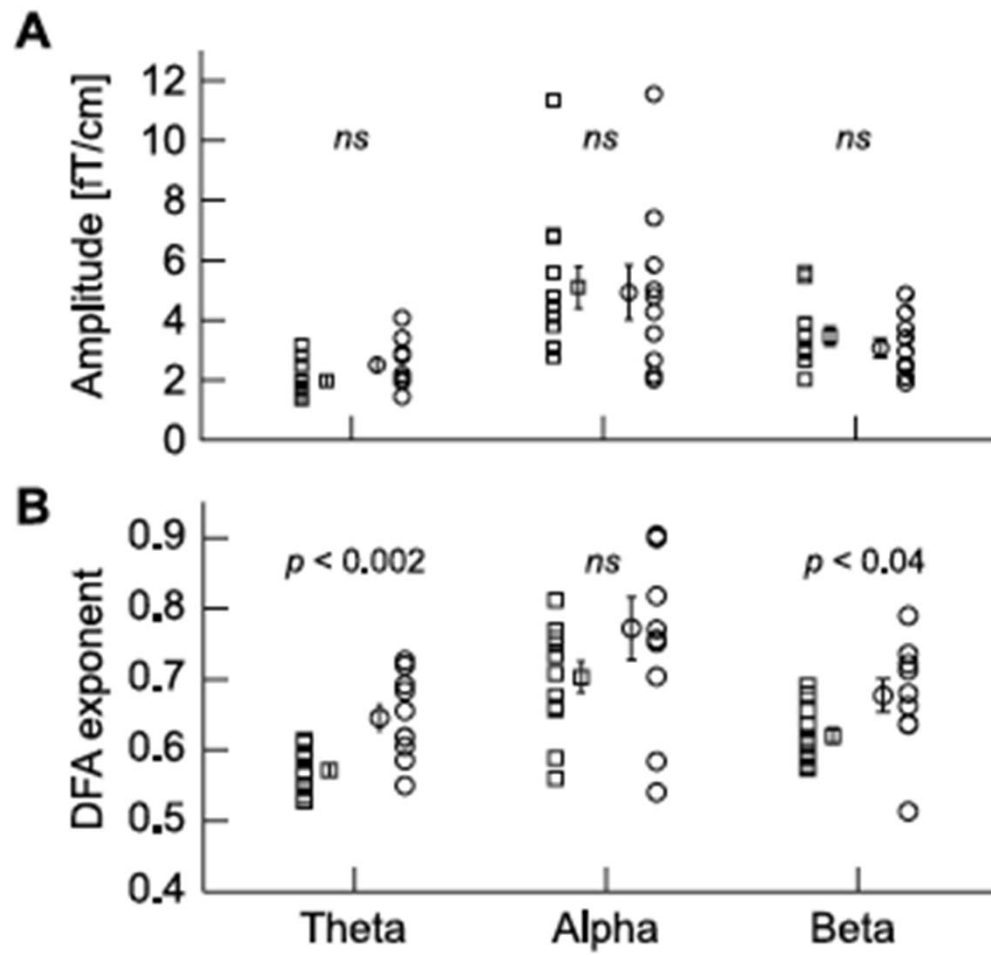 A
Amplitude [fT/cm]
12
10
8
6
4
2
0
ns
ns
ns
B
DFA exponent
0.9
0.8
0.7
0.6
0.5
0.4
p < 0.002
ns
p < 0.04
Theta
Alpha
Beta